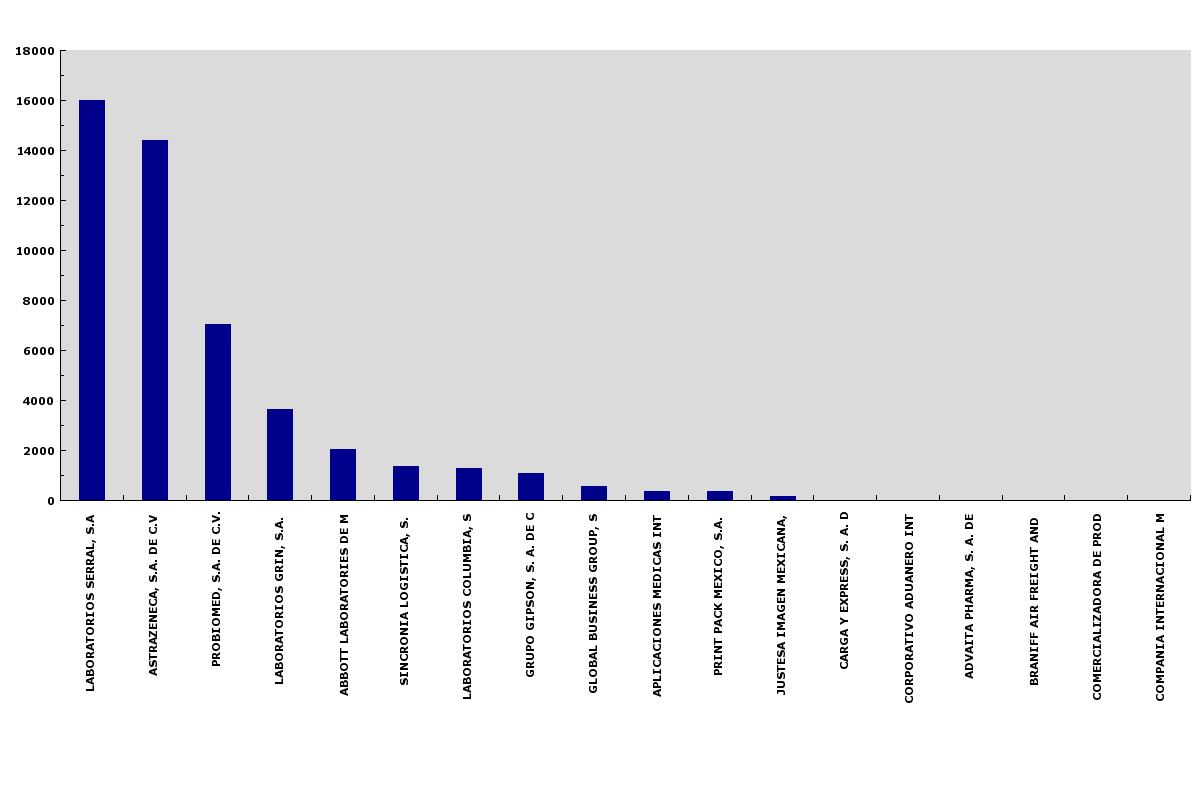 18000
16000
14000
12000
10000
8000
6000
4000
2000
0
LABORATORIOS SERRAL, S.A
ASTRAZENECA, S.A. DE C.V
PROBIOMED, S.A. DE C.V.
LABORATORIOS GRIN, S.A.
ABBOTT LABORATORIES DE M
SINCRONIA LOGISTICA, S.
LABORATORIOS COLUMBIA, S
GRUPO GIPSON, S. A. DE C
GLOBAL BUSINESS GROUP, S
APLICACIONES MEDICAS INT
PRINT PACK MEXICO, S.A.
JUSTESA IMAGEN MEXICANA,
CARGA Y EXPRESS, S. A. D
CORPORATIVO ADUANERO INT
ADVAITA PHARMA, S. A. DE
BRANIFF AIR FREIGHT AND
COMERCIALIZADORA DE PROD
COMPANIA INTERNACIONAL M